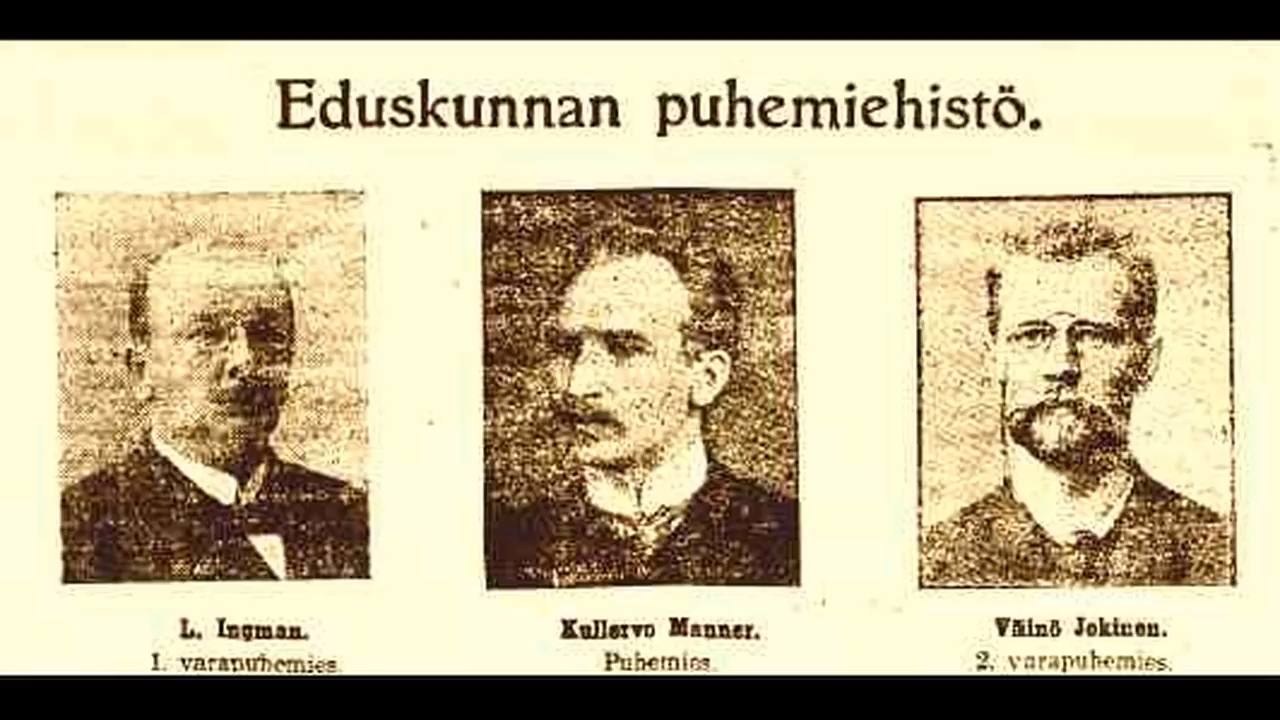 Eduskunnan puhemiehistö.
L. Ingman.
1. varapuhemies.
Kullervo Manner.
Puhemies.
Väinö Jokinen.
2. varapuhemies.